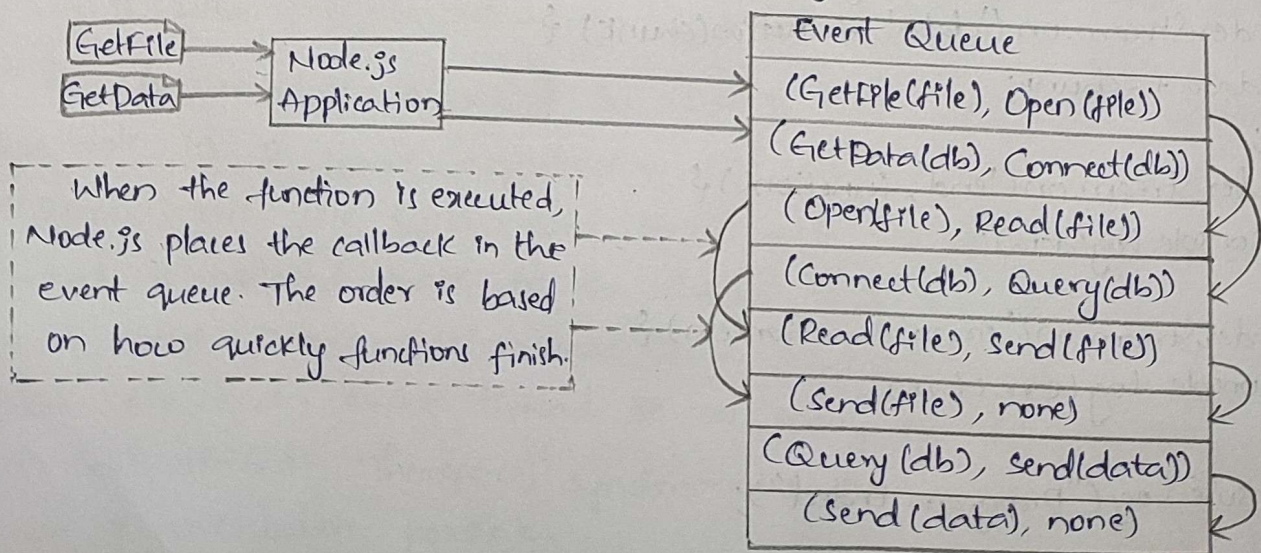 GetFile
GetData
Node.js
Application
When the function is executed,
Node.js places the callback in the
event queue. The order is based
on how quickly functions finish.
Event Queue
(GetFile(file), Open(file))
(GetData(db), Connect(db))
(Open(file), Read(file))
(Connect(db), Query(db))
(Read(file), Send(file))
(Send(file), none)
(Query(db), Send(data))
(Send(data), none)